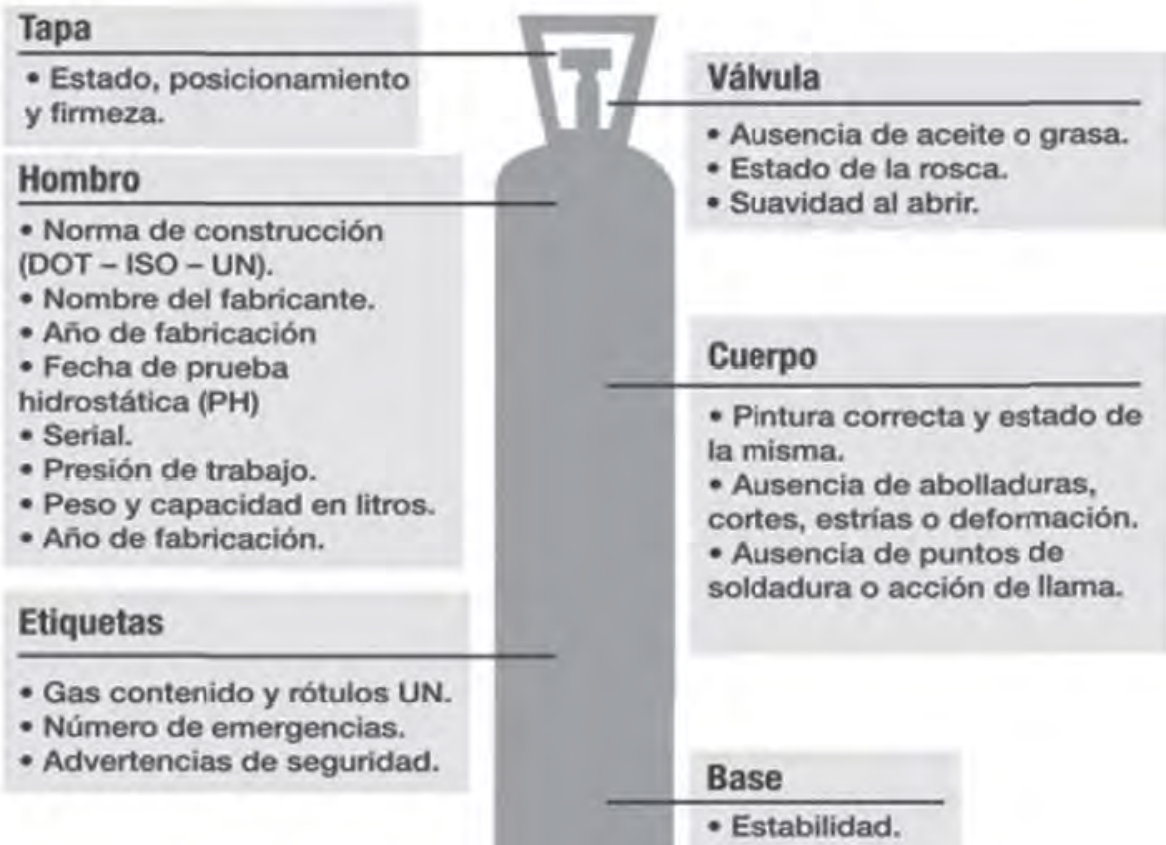 Tapa
• Estado, posicionamiento
y firmeza.
Hombro
• Norma de construcción
(DOT – ISO – UN).
• Nombre del fabricante.
• Año de fabricación
• Fecha de prueba
hidrostática (PH)
• Serial.
• Presión de trabajo.
• Peso y capacidad en litros.
• Año de fabricación.
Etiquetas
• Gas contenido y rótulos UN.
• Número de emergencias.
• Advertencias de seguridad.
Válvula
• Ausencia de aceite o grasa.
• Estado de la rosca.
• Suavidad al abrir.
Cuerpo
• Pintura correcta y estado de
la misma.
• Ausencia de abolladuras,
cortes, estrías o deformación.
• Ausencia de puntos de
soldadura o acción de llama.
Base
• Estabilidad.